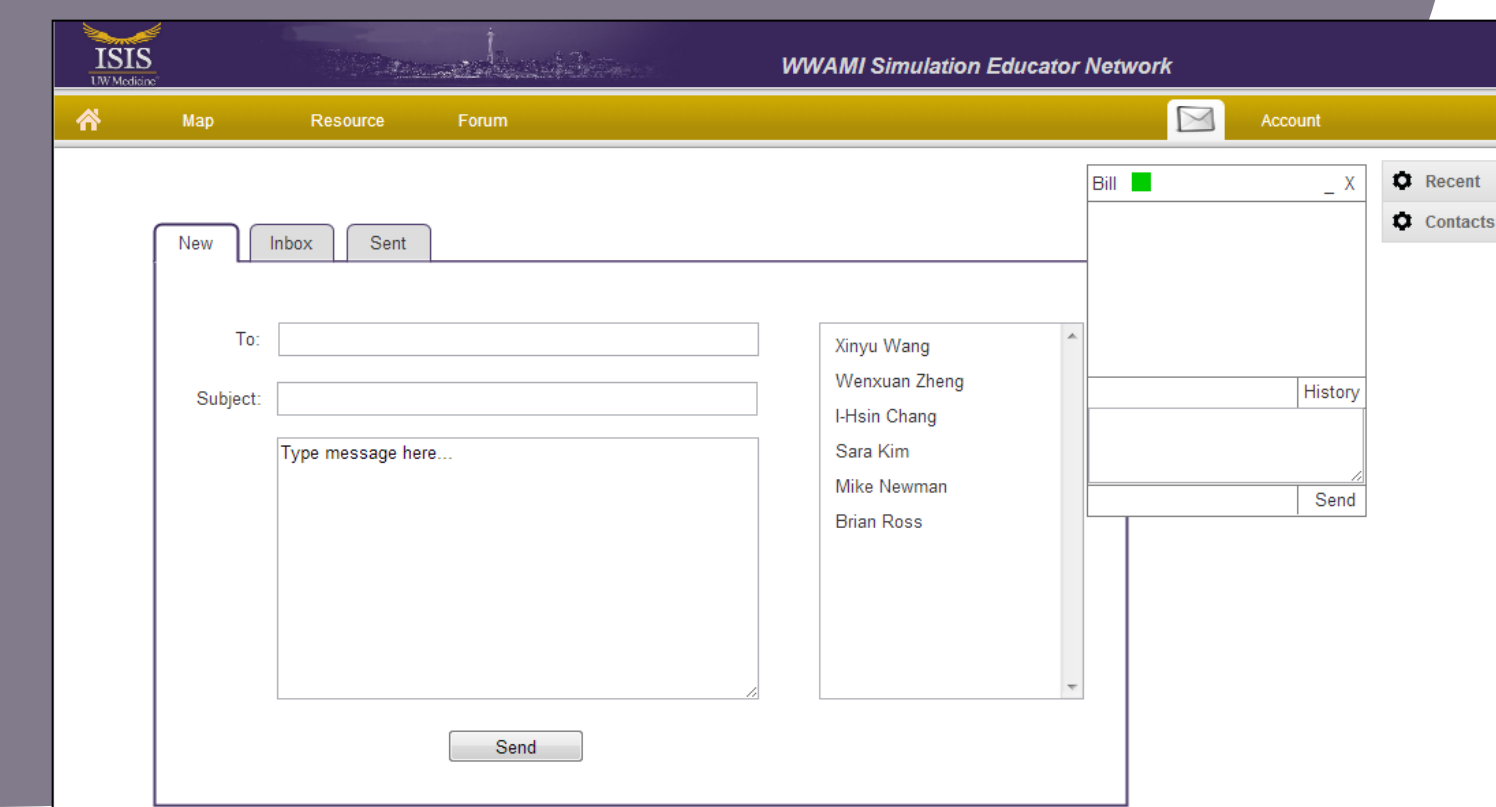 ISIS
UW Medicine
WWAMI Simulation Educator Network
Map Resource Forum Account
Bill _ X
Recent
Contacts
New Inbox Sent
To:
Subject:
Type message here...
Send
Xinyu Wang
Wenxuan Zheng
I-Hsin Chang
Sara Kim
Mike Newman
Brian Ross
History
Send